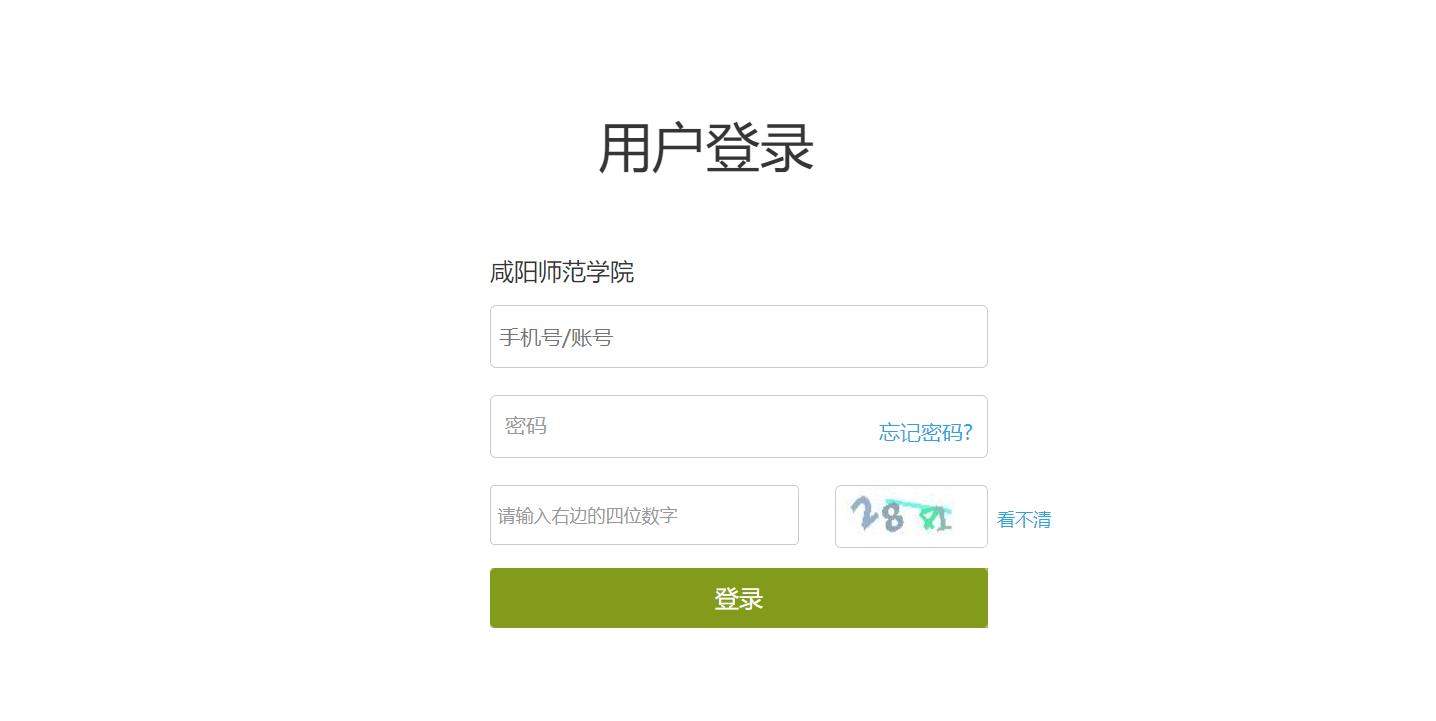 用户登录
咸阳师范学院
手机号/账号
密码 忘记密码?
请输入右边的四位数字 看不清
登录